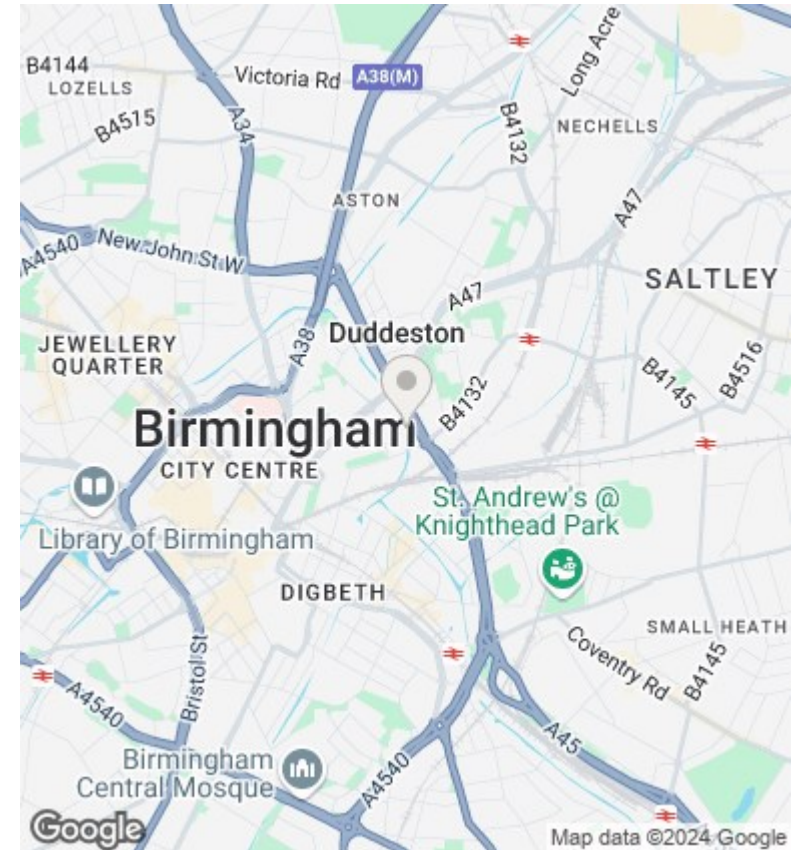 B4144
LOZELLS
Victoria Rd
A38(M)
Long Acre
B4515
A34
B4132
NECHELLS
ASTON
A47
A4540
New John St W
SALTLEY
A47
JEWELLERY
QUARTER
A38
Duddeston
B4132
B4145
B4516
Birmingham
CITY CENTRE
St. Andrew's @
Knighthead Park
Library of Birmingham
DIGBETH
SMALL HEATH
Bristol St
Coventry Rd
B4145
A4540
A45
Birmingham
Central Mosque
A4540
Google
Map data ©2024 Google